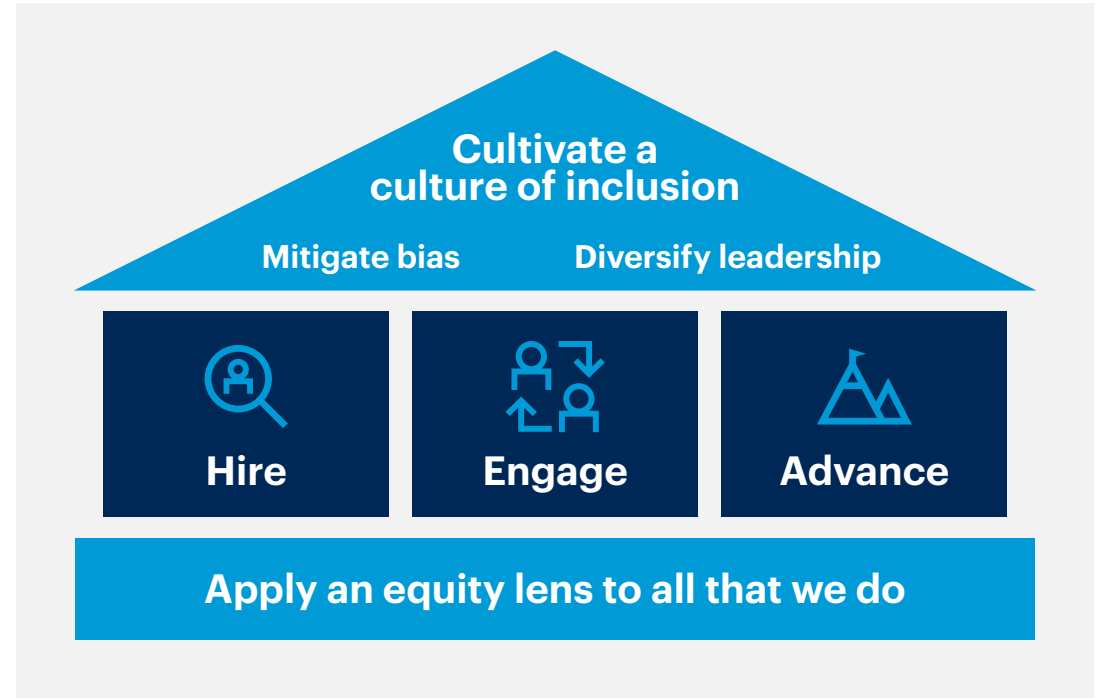 Cultivate a
culture of inclusion
Mitigate bias
Diversify leadership
Hire
Engage
Advance
Apply an equity lens to all that we do